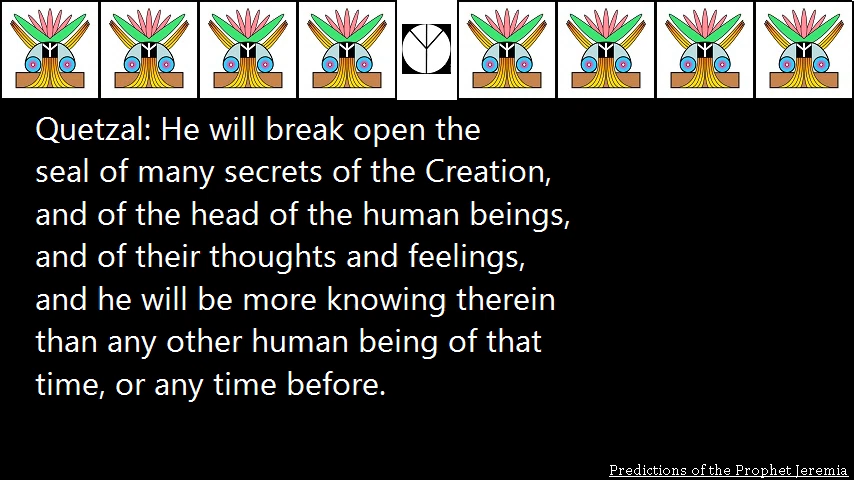 Quetzal: He will break open the
seal of many secrets of the Creation,
and of the head of the human beings,
and of their thoughts and feelings,
and he will be more knowing therein
than any other human being of that
time, or any time before.
Predictions of the Prophet Jeremia